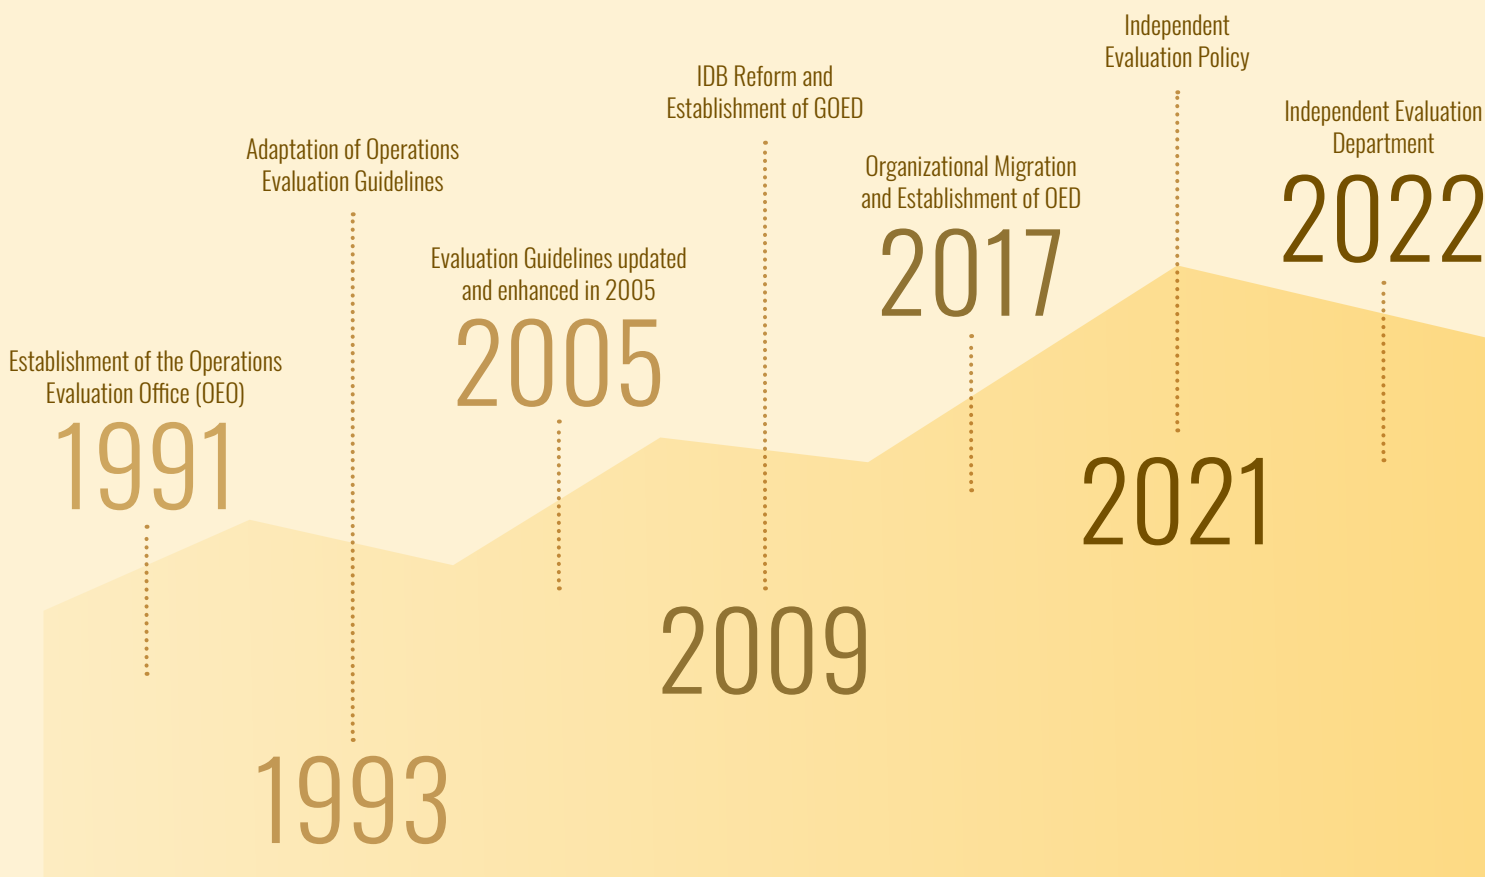 Establishment of the Operations
Evaluation Office (OEO)
1991
Adaptation of Operations
Evaluation Guidelines
1993
Evaluation Guidelines updated
and enhanced in 2005
2005
IDB Reform and
Establishment of GOED
2009
Organizational Migration
and Establishment of OED
2017
Independent
Evaluation Policy
2021
Independent Evaluation
Department
2022